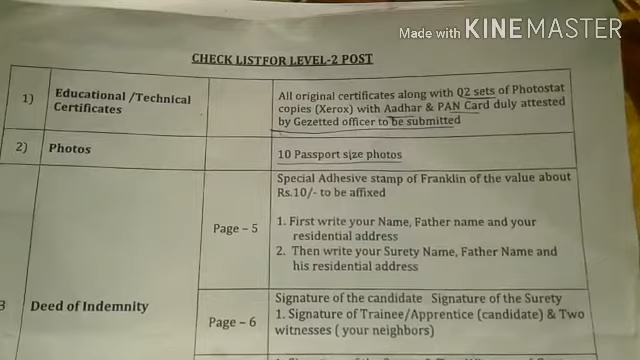 Made with KINEMASTER
CHECK LISTFOR LEVEL-2 POST
1)
Educational /Technical
Certificates
All original certificates along with Q2 sets of Photostat
copies (Xerox) with Aadhar & PAN Card duly attested
by Gezetted officer to be submitted
2)
Photos
10 Passport size photos
Special Adhesive stamp of Franklin of the value about
Rs.10/- to be affixed
Page – 5
1. First write your Name, Father name and your
residential address
2. Then write your Surety Name, Father Name and
his residential address
3
Deed of Indemnity
Page – 6
Signature of the candidate Signature of the Surety
1. Signature of Trainee/Apprentice (candidate) & Two
witnesses ( your neighbors)